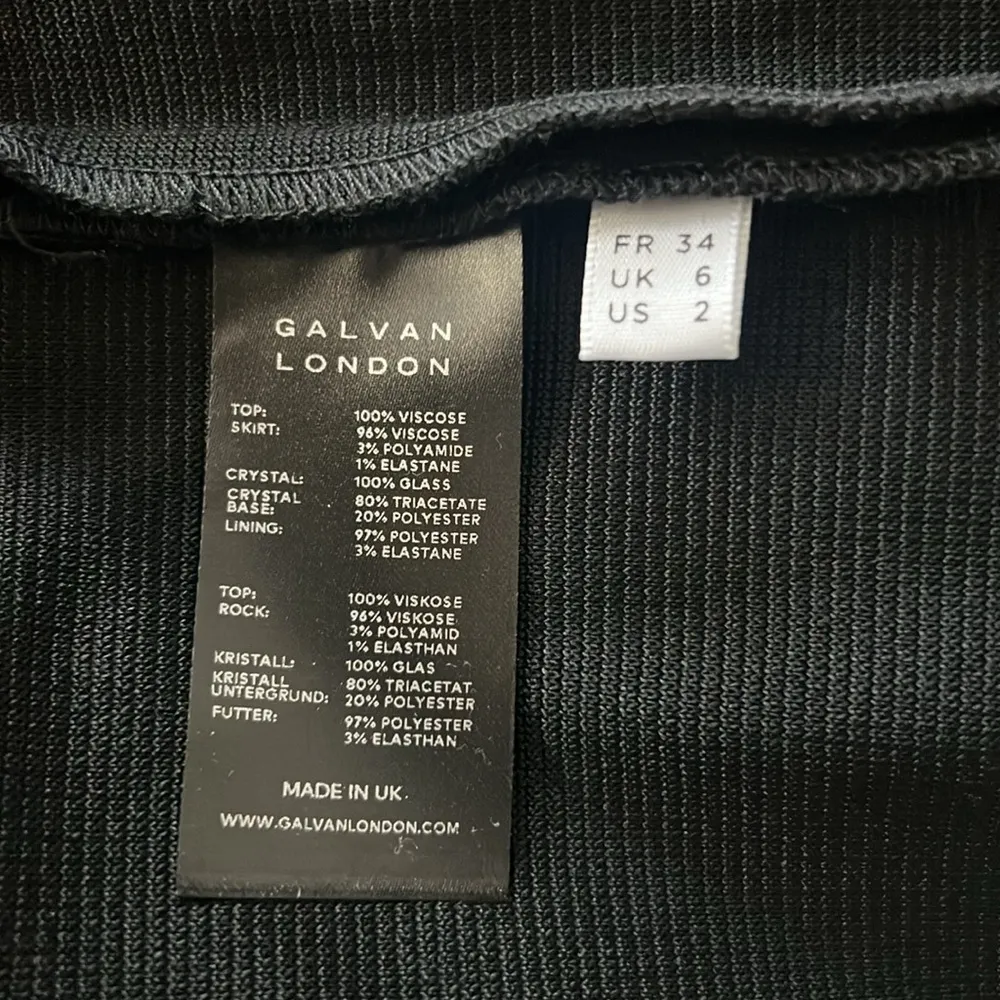 GALVAN
LONDON
TOP: 100% VISCOSE
SKIRT: 96% VISCOSE
3% POLYAMIDE
1% ELASTANE
CRYSTAL: 100% GLASS
CRYSTAL BASE: 80% TRIACETATE
20% POLYESTER
LINING: 97% POLYESTER
3% ELASTANE
TOP: 100% VISKOSE
ROCK: 96% VISKOSE
3% POLYAMID
1% ELASTHAN
KRISTALL: 100% GLAS
KRISTALL 80% TRIACETAT
UNTERGRUND: 20% POLYESTER
FUTTER: 97% POLYESTER
3% ELASTHAN
MADE IN UK.
WWW.GALVANLONDON.COM
FR 34
UK 6
US 2